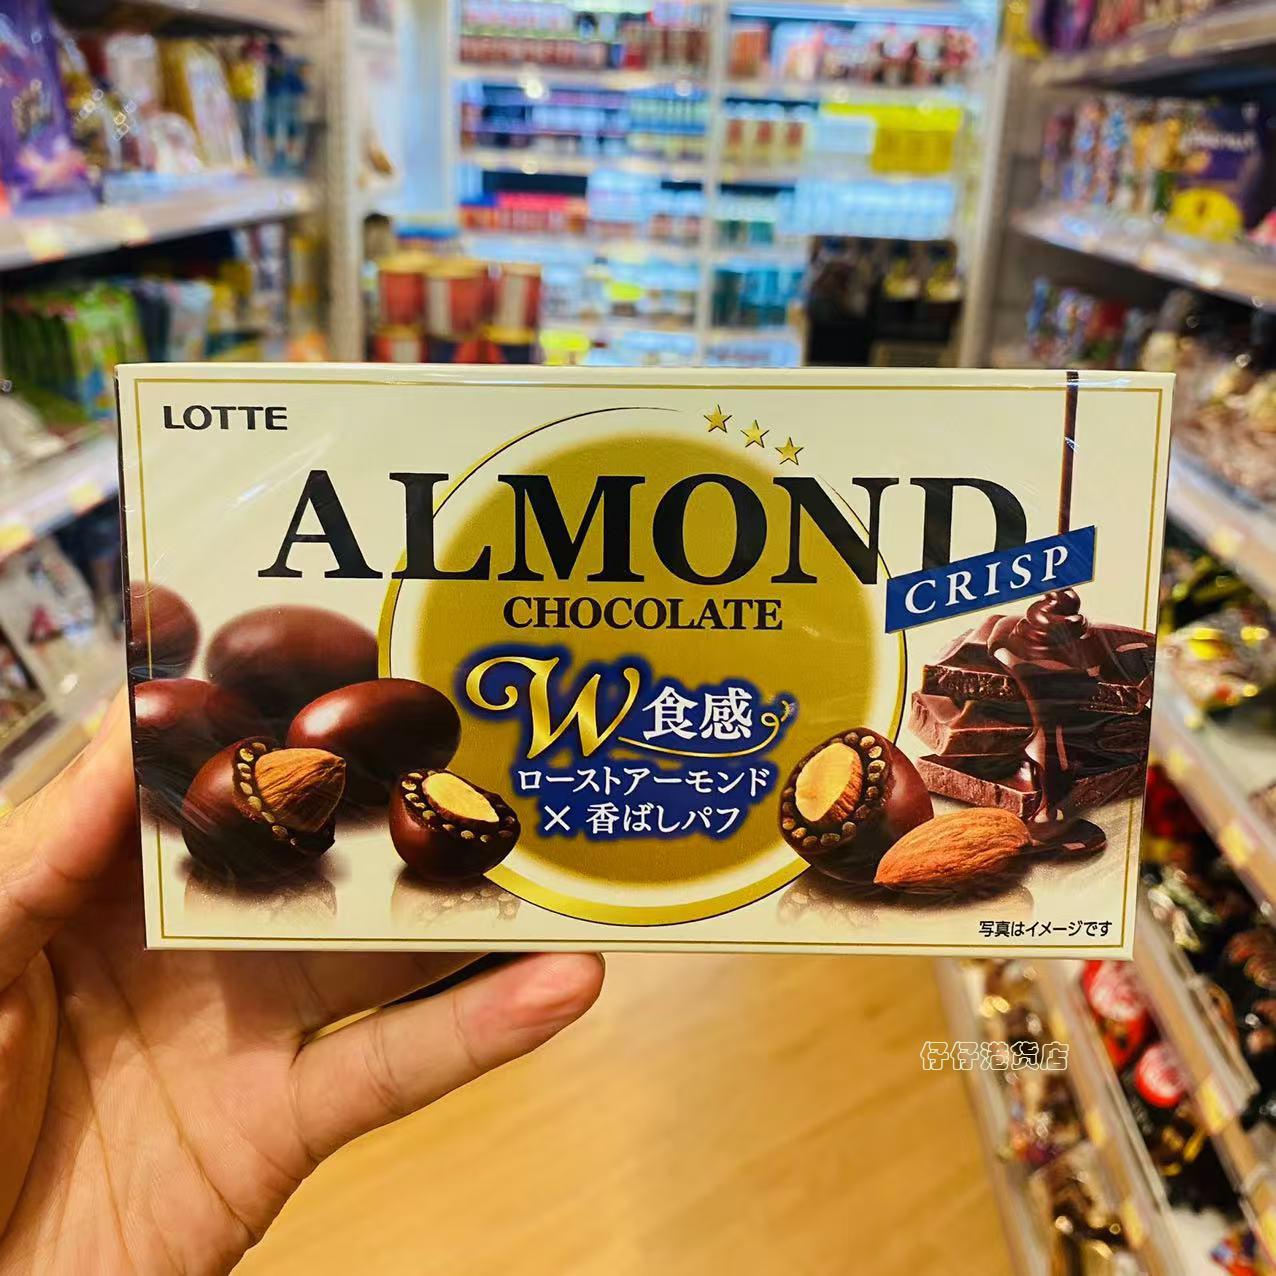 LOTTE
ALMOND
CRISP
CHOCOLATE
W食感
ローストアーモンド
×香ばしパフ
写真はイメージです
仔仔港货店